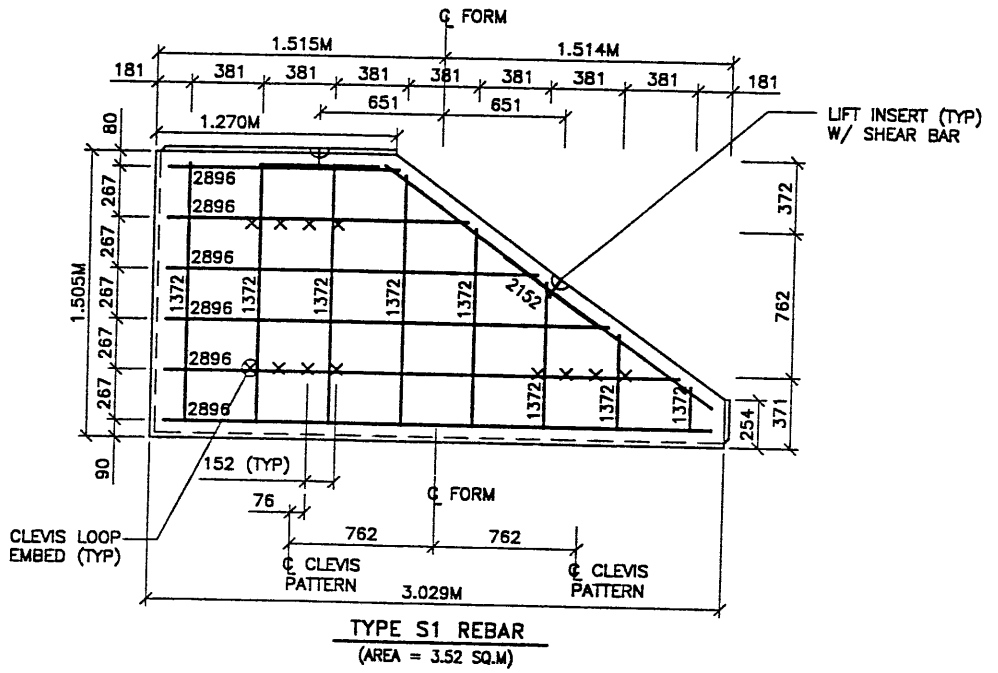 ℄ FORM
1.515M 1.514M
181 381 381 381 381 381 381 381 181
651 651
1.270M
LIFT INSERT (TYP)
W/ SHEAR BAR
80
267
267
267
267
267
90
1.505M
2896
2896
2896
2896
2896
2896
1372 1372 1372 1372 1372 1372 1372 1372
2152
372
762
371
254
152 (TYP)
76
℄ FORM
CLEVIS LOOP
EMBED (TYP)
762 762
℄ CLEVIS
PATTERN
℄ CLEVIS
PATTERN
3.029M
TYPE S1 REBAR
(AREA = 3.52 SQ.M)